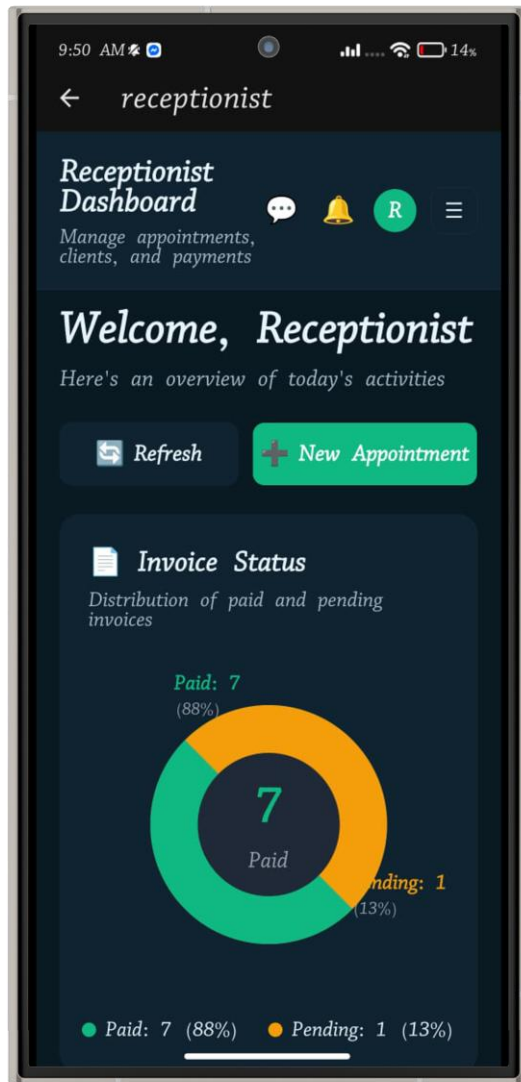 9:50 AM
14%
receptionist
Receptionist
Dashboard
Manage appointments,
clients, and payments
R
Welcome, Receptionist
Here's an overview of today's activities
Refresh
New Appointment
Invoice Status
Distribution of paid and pending
invoices
Paid: 7
(88%)
7
Paid
nding: 1
(13%)
Paid: 7 (88%)
Pending: 1 (13%)